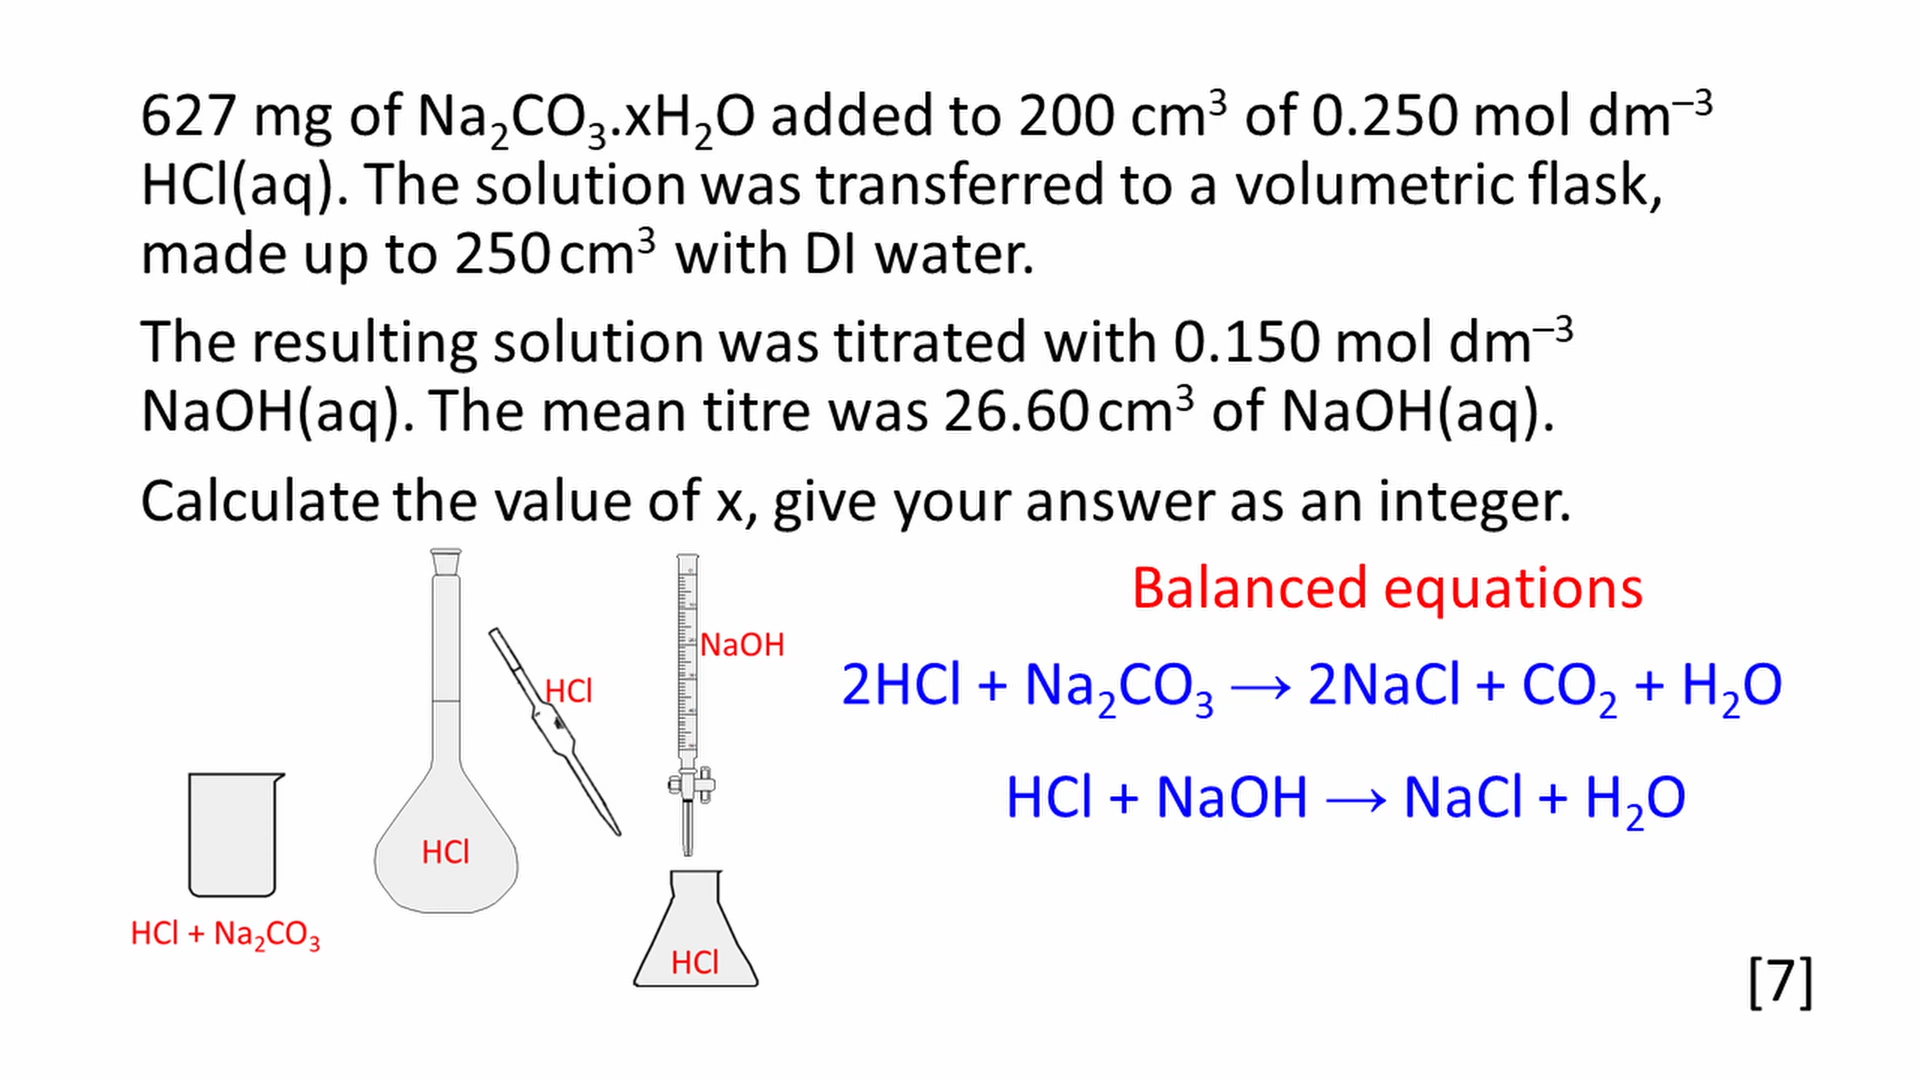 627 mg of Na₂CO₃.xH₂O added to 200 cm³ of 0.250 mol dm⁻³
HCl(aq). The solution was transferred to a volumetric flask,
made up to 250 cm³ with DI water.
The resulting solution was titrated with 0.150 mol dm⁻³
NaOH(aq). The mean titre was 26.60 cm³ of NaOH(aq).
Calculate the value of x, give your answer as an integer.
Balanced equations
NaOH
HCl
2HCl + Na₂CO₃ → 2NaCl + CO₂ + H₂O
HCl + NaOH → NaCl + H₂O
HCl
HCl + Na₂CO₃
HCl
[7]